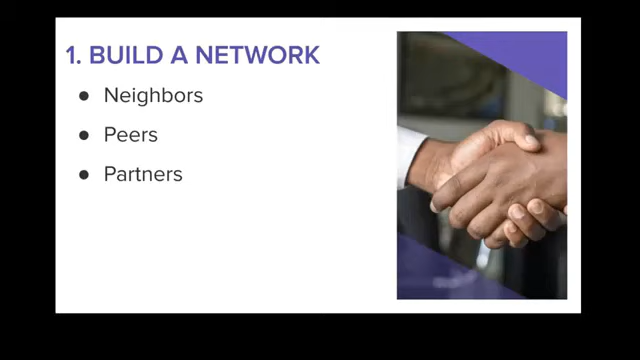 1. BUILD A NETWORK
● Neighbors
● Peers
● Partners